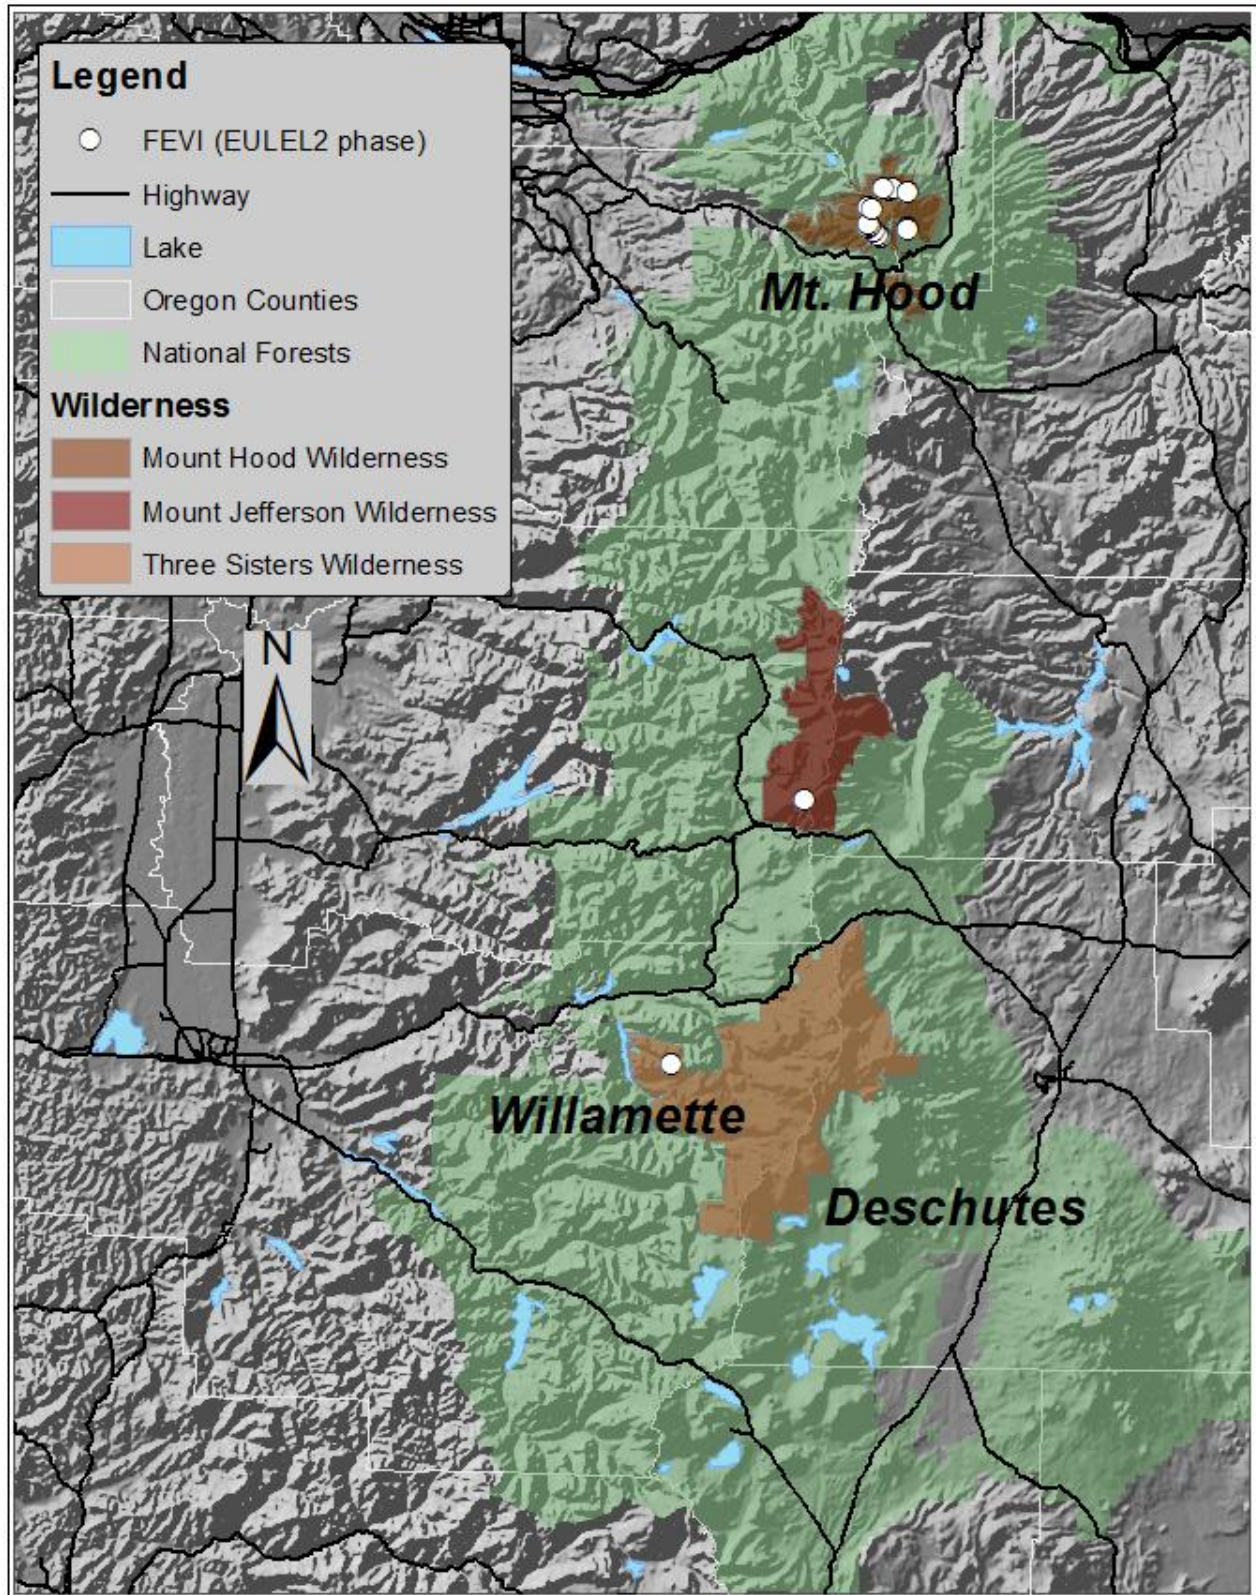 Legend
FEVI (EULEL2 phase)
Highway
Lake
Oregon Counties
National Forests
Wilderness
Mount Hood Wilderness
Mount Jefferson Wilderness
Three Sisters Wilderness
N
Mt. Hood
Willamette
Deschutes